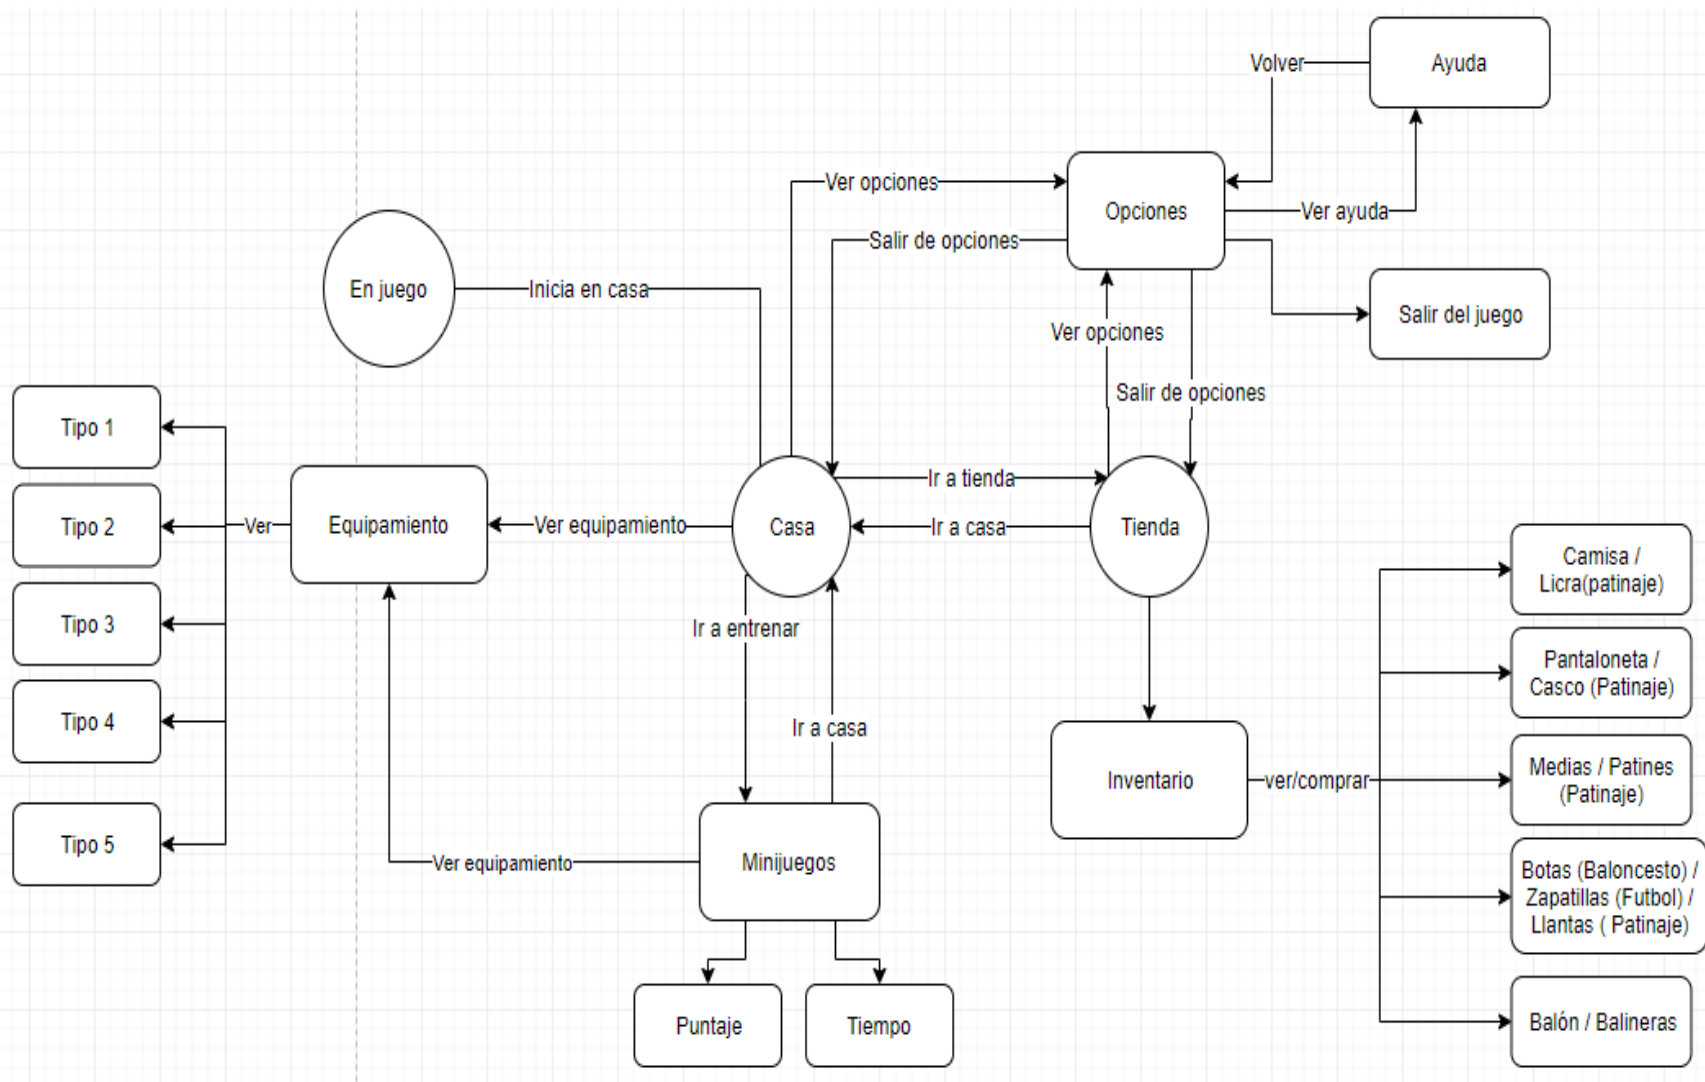 Volver
Ayuda
Ver opciones
Opciones
Ver ayuda
Salir de opciones
En juego
Inicia en casa
Salir del juego
Ver opciones
Salir de opciones
Tipo 1
Tipo 2
Tipo 3
Tipo 4
Tipo 5
Ver
Equipamiento
Ver equipamiento
Casa
Ir a tienda
Ir a casa
Tienda
Ir a entrenar
Ir a casa
Ver equipamiento
Minijuegos
Puntaje
Tiempo
Inventario
ver/comprar
Camisa /
Licra(patinaje)
Pantaloneta /
Casco (Patinaje)
Medias / Patines
(Patinaje)
Botas (Baloncesto) /
Zapatillas (Futbol) /
Llantas ( Patinaje)
Balón / Balineras